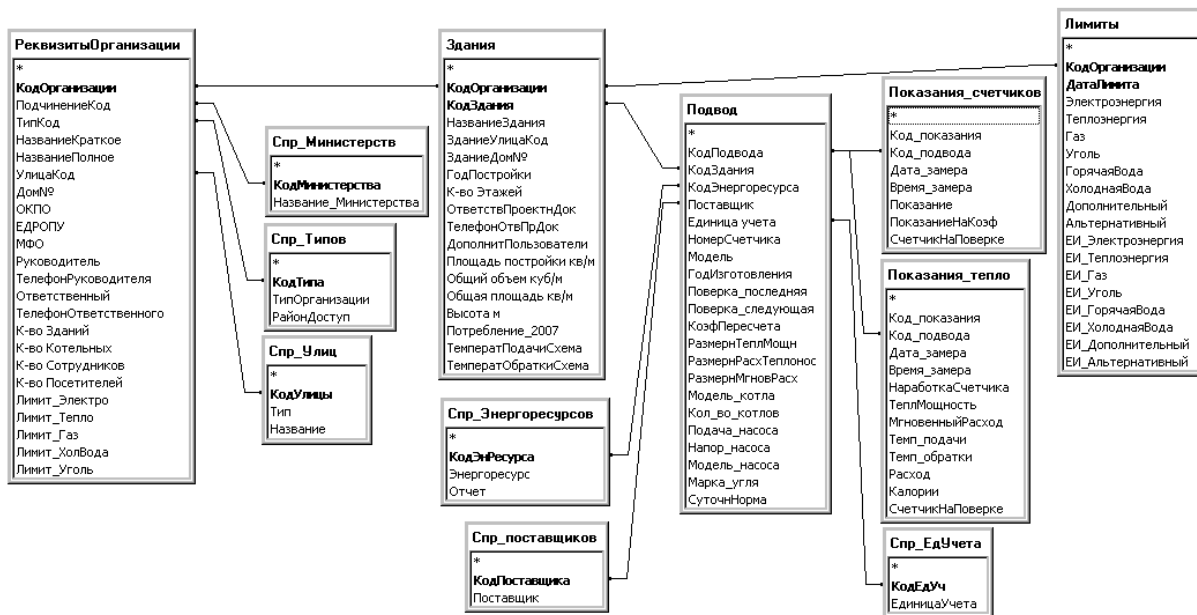 РеквизитыОрганизации
*
КодОрганизации
ПодчинениеКод
ТипКод
НазваниеКраткое
НазваниеПолное
УлицаКод
Дом№
ОКПО
ЕДРОПУ
МФО
Руководитель
ТелефонРуководителя
Ответственный
ТелефонОтветственного
К-во Зданий
К-во Котельных
К-во Сотрудников
К-во Посетителей
Лимит_Электро
Лимит_Тепло
Лимит_Газ
Лимит_ХолВода
Лимит_Уголь
Спр_Министерств
*
КодМинистерства
Название_Министерства
Спр_Типов
*
КодТипа
ТипОрганизации
РайонДоступ
Спр_Улиц
*
КодУлицы
Тип
Название
Здания
*
КодОрганизации
КодЗдания
НазваниеЗдания
ЗданиеУлицаКод
ЗданиеДом№
ГодПостройки
К-во Этажей
ОтветствПроектнДок
ТелефонОтвПрДок
ДополнитПользователи
Площадь постройки кв/м
Общий объем куб/м
Общая площадь кв/м
Высота м
Потребление_2007
ТемператПодачиСхема
ТемператОбраткиСхема
Спр_Энергоресурсов
*
КодЭнРесурса
Энергоресурс
Отчет
Спр_поставщиков
*
КодПоставщика
Поставщик
Подвод
*
КодПодвода
КодЗдания
КодЭнергоресурса
Поставщик
Единица учета
НомерСчетчика
Модель
ГодИзготовления
Поверка_последняя
Поверка_следующая
КоэфПересчета
РазмернТеплМощн
РазмернРасхТеплонос
РазмернМгновРасх
Модель_котла
Кол_во_котлов
Подача_насоса
Напор_насоса
Модель_насоса
Марка_угля
СуточнНорма
Показания_счетчиков
*
Код_показания
Код_подвода
Дата_замера
Время_замера
Показание
ПоказаниеНаКоэф
СчетчикНаПоверке
Показания_тепло
*
Код_показания
Код_подвода
Дата_замера
Время_замера
НаработкаСчетчика
ТеплМощность
МгновенныйРасход
Темп_подачи
Темп_обратки
Расход
Калории
СчетчикНаПоверке
Спр_ЕдУчета
*
КодЕдУч
ЕдиницаУчета
Лимиты
*
КодОрганизации
ДатаЛимита
Электроэнергия
Теплоэнергия
Газ
Уголь
ГорячаяВода
ХолоднаяВода
Дополнительный
Альтернативный
ЕИ_Электроэнергия
ЕИ_Теплоэнергия
ЕИ_Газ
ЕИ_Уголь
ЕИ_ГорячаяВода
ЕИ_ХолоднаяВода
ЕИ_Дополнительный
ЕИ_Альтернативный